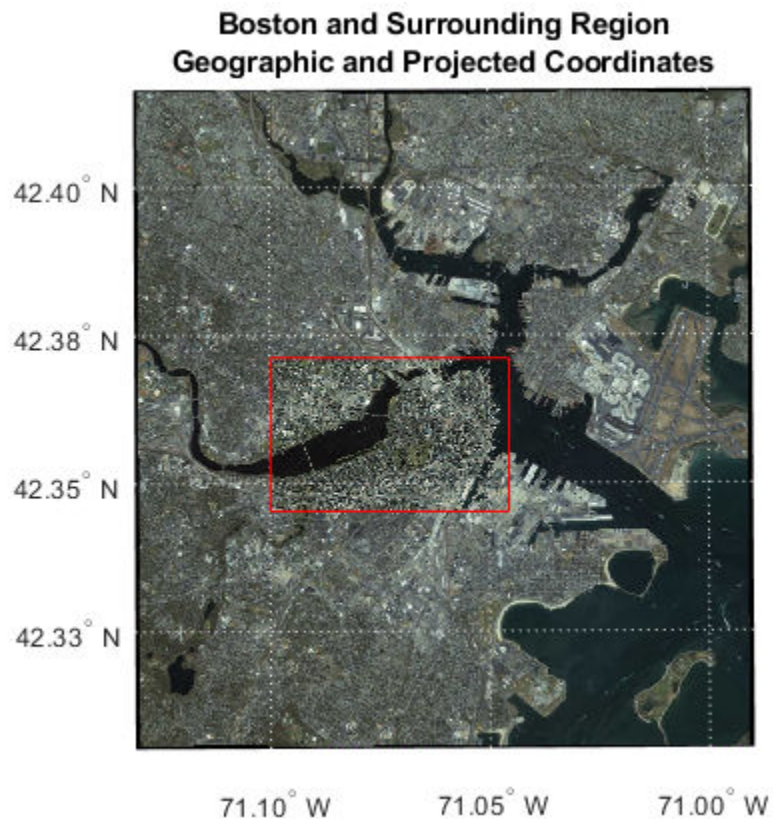 Boston and Surrounding Region
Geographic and Projected Coordinates
42.40° N
42.38° N
42.35° N
42.33° N
71.10° W
71.05° W
71.00° W